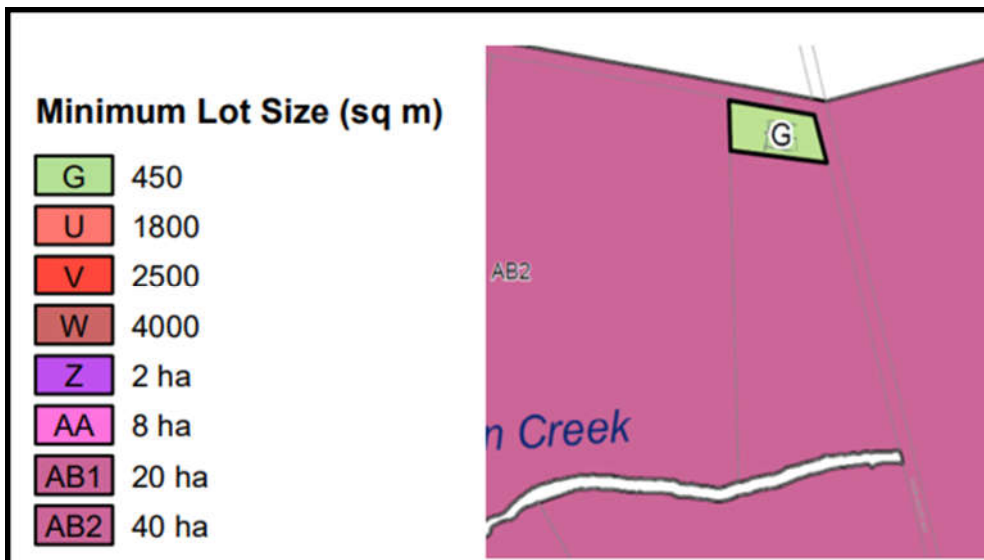 Minimum Lot Size (sq m)
G 450
U 1800
V 2500
W 4000
Z 2 ha
AA 8 ha
AB1 20 ha
AB2 40 ha
G
AB2
n Creek